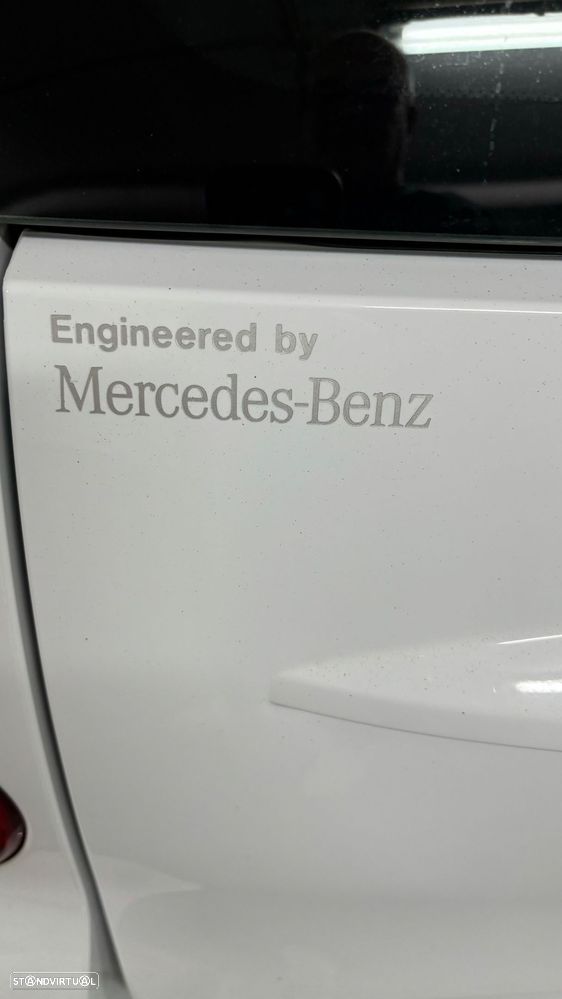 Engineered by
Mercedes-Benz
STANDVIRTUAL